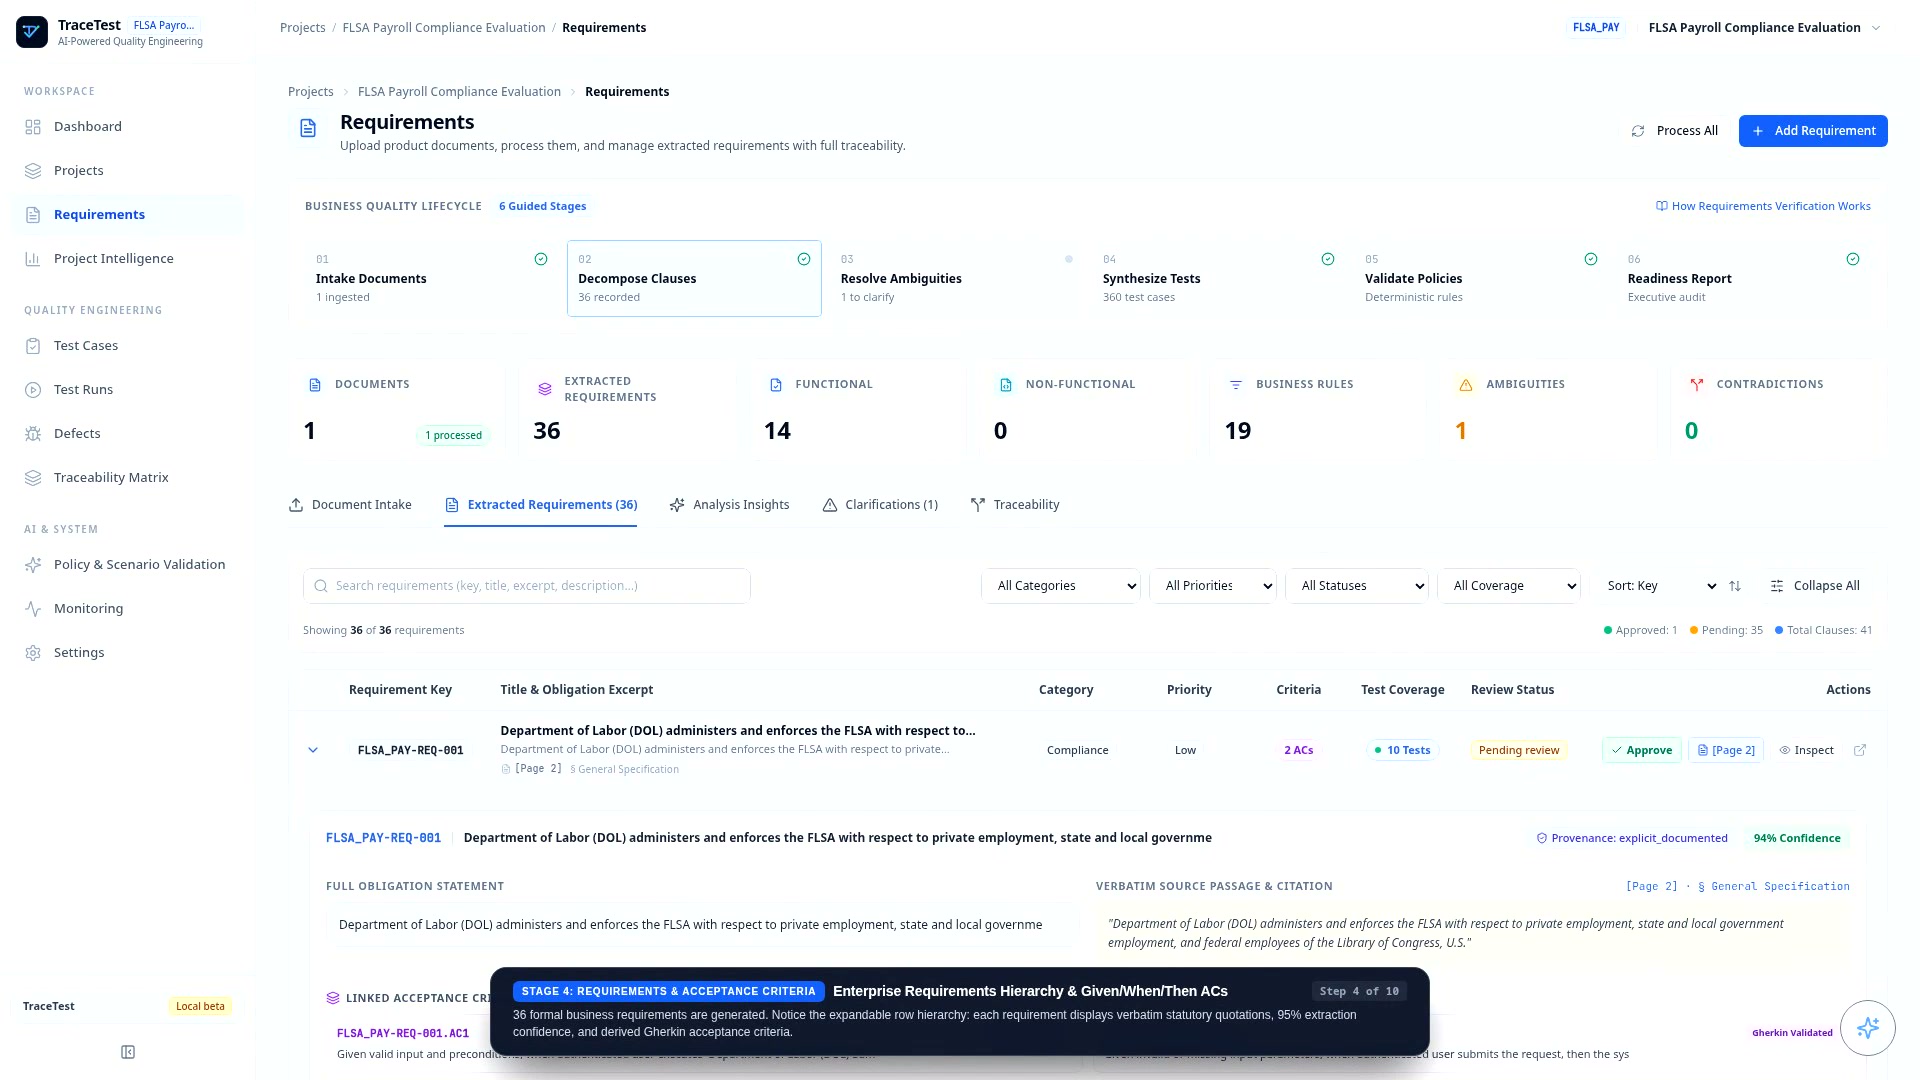 TraceTest FLSA Payro...
AI-Powered Quality Engineering
Projects / FLSA Payroll Compliance Evaluation / Requirements
FLSA_PAY FLSA Payroll Compliance Evaluation
WORKSPACE
Dashboard
Projects
Requirements
Project Intelligence
QUALITY ENGINEERING
Test Cases
Test Runs
Defects
Traceability Matrix
AI & SYSTEM
Policy & Scenario Validation
Monitoring
Settings
TraceTest Local beta
Projects > FLSA Payroll Compliance Evaluation > Requirements
Requirements
Upload product documents, process them, and manage extracted requirements with full traceability.
Process All
+ Add Requirement
BUSINESS QUALITY LIFECYCLE 6 Guided Stages
How Requirements Verification Works
01
Intake Documents
1 ingested
02
Decompose Clauses
36 recorded
03
Resolve Ambiguities
1 to clarify
04
Synthesize Tests
360 test cases
05
Validate Policies
Deterministic rules
06
Readiness Report
Executive audit
DOCUMENTS
1 1 processed
EXTRACTED
REQUIREMENTS
36
FUNCTIONAL
14
NON-FUNCTIONAL
0
BUSINESS RULES
19
AMBIGUITIES
1
CONTRADICTIONS
0
Document Intake Extracted Requirements (36) Analysis Insights Clarifications (1) Traceability
Search requirements (key, title, excerpt, description...)
All Categories All Priorities All Statuses All Coverage Sort: Key Collapse All
Showing 36 of 36 requirements
Approved: 1 Pending: 35 Total Clauses: 41
Requirement Key Title & Obligation Excerpt Category Priority Criteria Test Coverage Review Status Actions
FLSA_PAY-REQ-001
Department of Labor (DOL) administers and enforces the FLSA with respect to...
Department of Labor (DOL) administers and enforces the FLSA with respect to private...
[Page 2] § General Specification
Compliance Low 2 ACs 10 Tests Pending review Approve [Page 2] Inspect
FLSA_PAY-REQ-001 Department of Labor (DOL) administers and enforces the FLSA with respect to private employment, state and local governme
Provenance: explicit_documented 94% Confidence
FULL OBLIGATION STATEMENT
Department of Labor (DOL) administers and enforces the FLSA with respect to private employment, state and local governme
VERBATIM SOURCE PASSAGE & CITATION
[Page 2] · § General Specification
"Department of Labor (DOL) administers and enforces the FLSA with respect to private employment, state and local government
employment, and federal employees of the Library of Congress, U.S."
LINKED ACCEPTANCE CRI
FLSA_PAY-REQ-001.AC1
Given valid input and
Gherkin Validated
user submits the request, then the sys
STAGE 4: REQUIREMENTS & ACCEPTANCE CRITERIA Enterprise Requirements Hierarchy & Given/When/Then ACs Step 4 of 10
36 formal business requirements are generated. Notice the expandable row hierarchy: each requirement displays verbatim statutory quotations, 95% extraction
confidence, and derived Gherkin acceptance criteria.